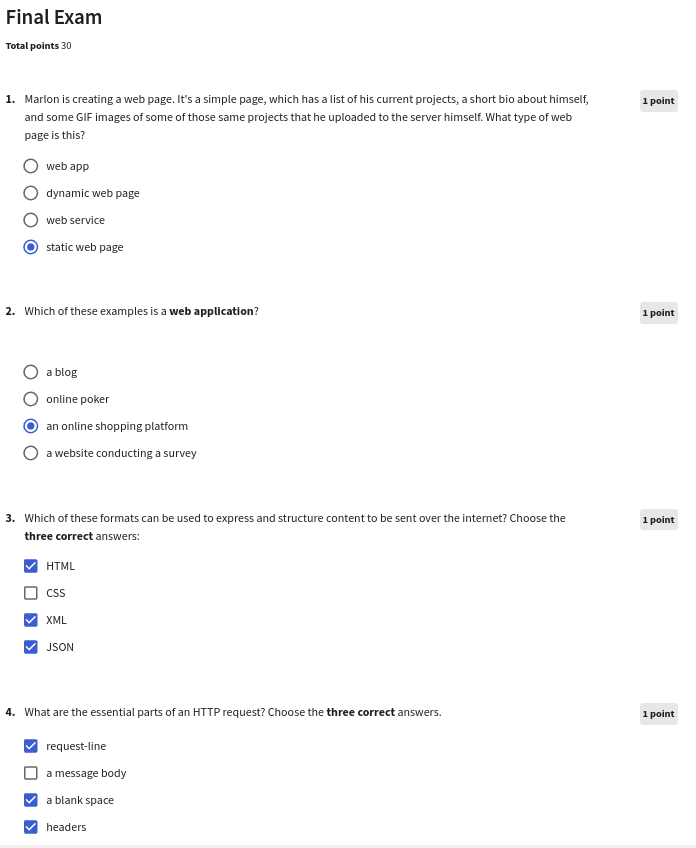 Final Exam
Total points 30
1. Marlon is creating a web page. It's a simple page, which has a list of his current projects, a short bio about himself, 1 point
and some GIF images of some of those same projects that he uploaded to the server himself. What type of web
page is this?
web app
dynamic web page
web service
static web page
2. Which of these examples is a web application? 1 point
a blog
online poker
an online shopping platform
a website conducting a survey
3. Which of these formats can be used to express and structure content to be sent over the internet? Choose the 1 point
three correct answers:
HTML
CSS
XML
JSON
4. What are the essential parts of an HTTP request? Choose the three correct answers. 1 point
request-line
a message body
a blank space
headers